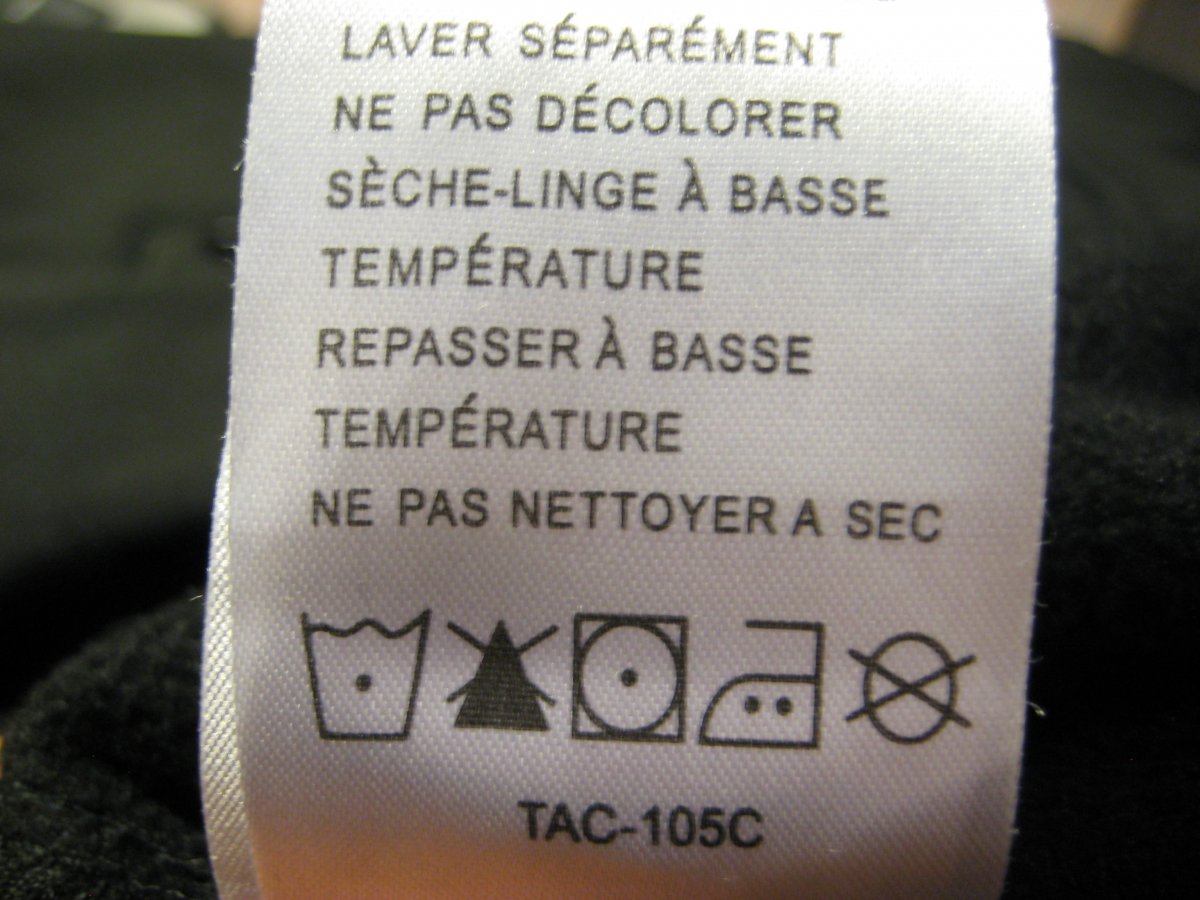 LAVER SÉPARÉMENT
NE PAS DÉCOLORER
SÈCHE-LINGE À BASSE
TEMPÉRATURE
REPASSER À BASSE
TEMPÉRATURE
NE PAS NETTOYER A SEC
TAC-105C